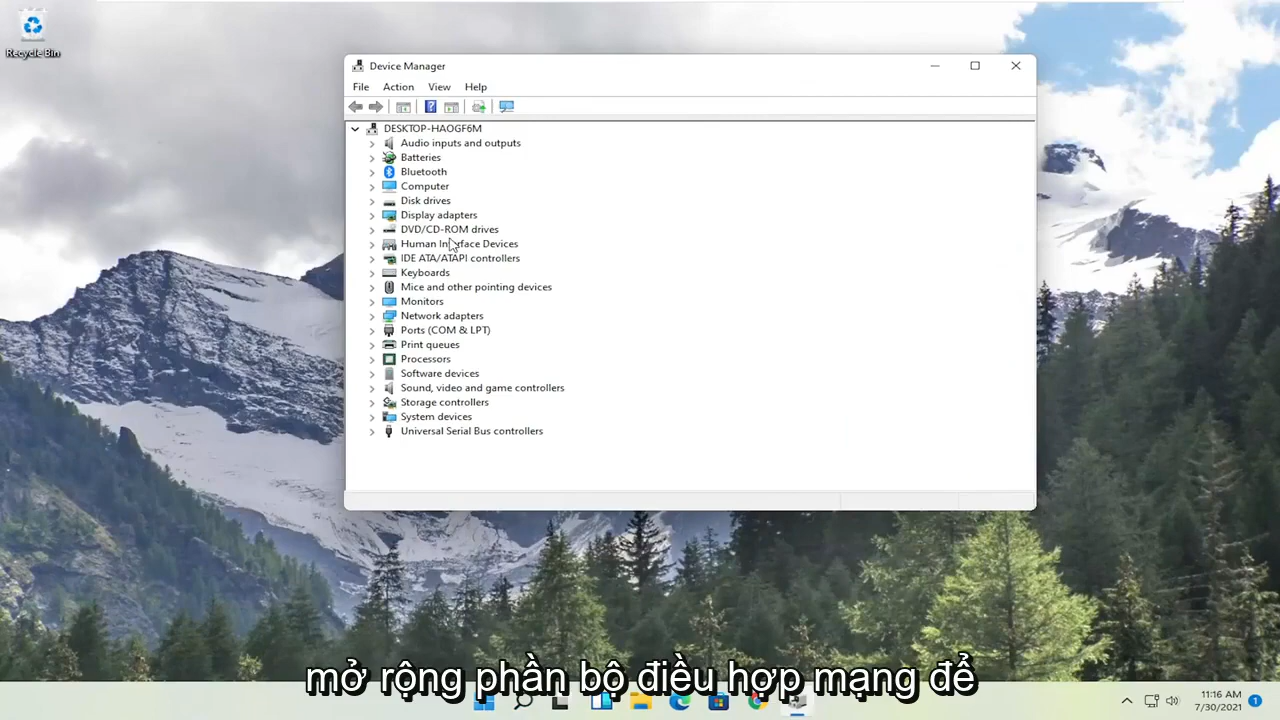 Recycle Bin
Device Manager
File Action View Help
DESKTOP-HAOGF6M
Audio inputs and outputs
Batteries
Bluetooth
Computer
Disk drives
Display adapters
DVD/CD-ROM drives
Human Interface Devices
IDE ATA/ATAPI controllers
Keyboards
Mice and other pointing devices
Monitors
Network adapters
Ports (COM & LPT)
Print queues
Processors
Software devices
Sound, video and game controllers
Storage controllers
System devices
Universal Serial Bus controllers
mở rộng phần bộ điều hợp mạng để
11:16 AM
7/30/2021
1